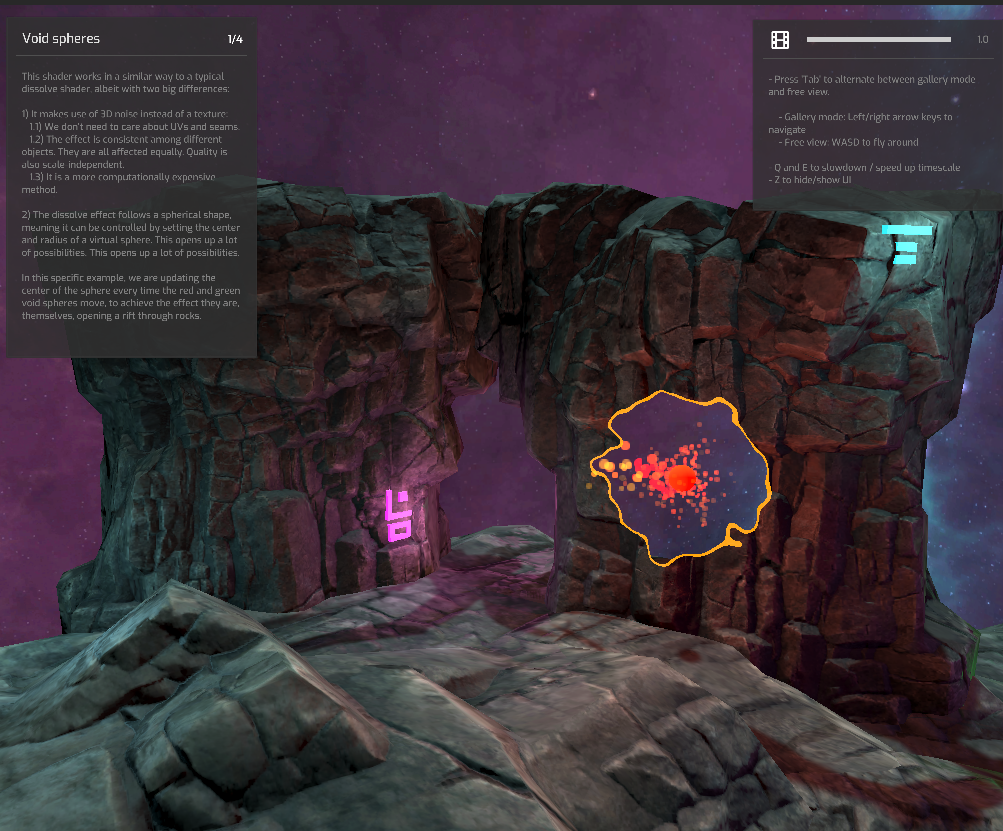 Void spheres 1/4
This shader works in a similar way to a typical
dissolve shader, albeit with two big differences:
1) It makes use of 3D noise instead of a texture:
1.1) We don't need to care about UVs and seams.
1.2) The effect is consistent among different
objects. They are all affected equally. Quality is
also scale independent.
1.3) It is a more computationally expensive
method.
2) The dissolve effect follows a spherical shape,
meaning it can be controlled by setting the center
and radius of a virtual sphere. This opens up a lot
of possibilities. This opens up a lot of possibilities.
In this specific example, we are updating the
center of the sphere every time the red and green
void spheres move, to achieve the effect they are,
themselves, opening a rift through rocks.
1.0
- Press 'Tab' to alternate between gallery mode
and free view.
- Gallery mode: Left/right arrow keys to
navigate
- Free view: WASD to fly around
- Q and E to slowdown / speed up timescale
- Z to hide/show UI